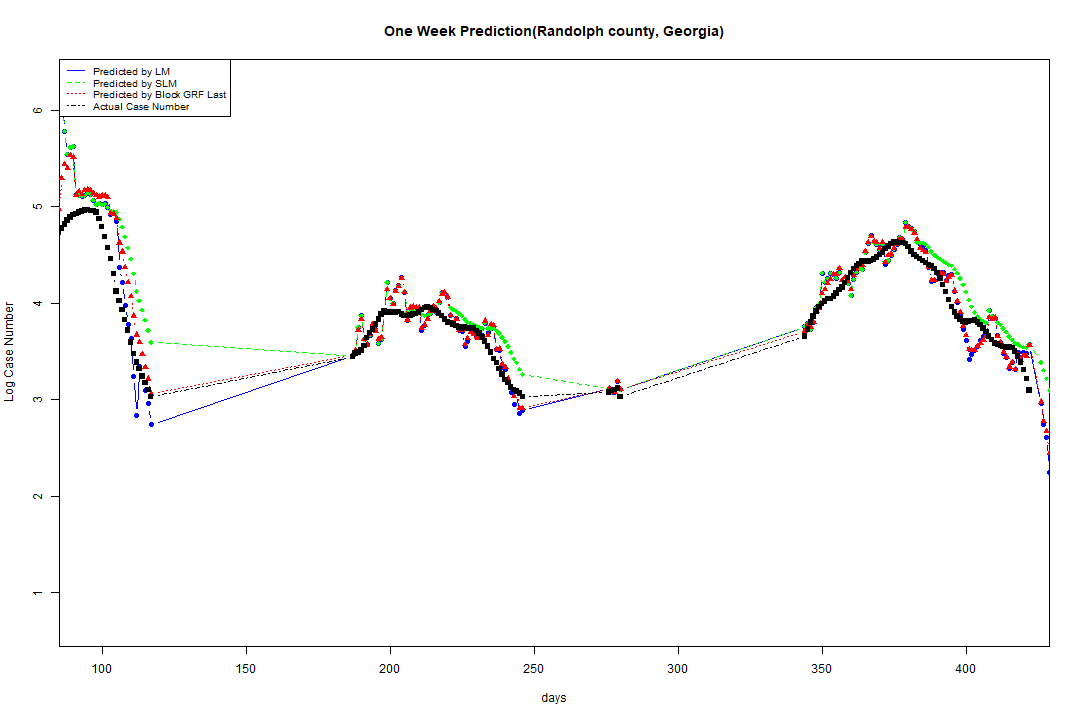 One Week Prediction(Randolph county, Georgia)
Predicted by LM
Predicted by SLM
Predicted by Block GRF Last
Actual Case Number
Log Case Number
6
5
4
3
2
1
100 150 200 250 300 350 400
days